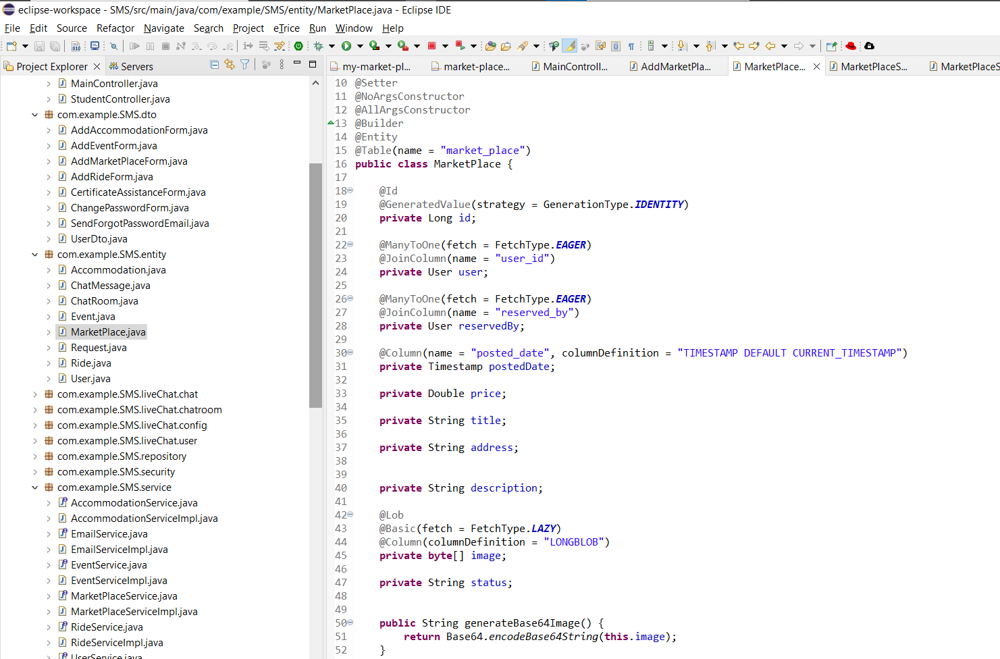 eclipse-workspace - SMS/src/main/java/com/example/SMS/entity/MarketPlace.java - Eclipse IDE
File Edit Source Refactor Navigate Search Project eTrice Run Window Help
Project Explorer Servers
my-market-pl...
market-place...
MainControll...
AddMarketPla...
MarketPlace...
MarketPlaceS...
MarketPlaceS
MainController.java
StudentController.java
com.example.SMS.dto
AddAccommodationForm.java
AddEventForm.java
AddMarketPlaceForm.java
AddRideForm.java
CertificateAssistanceForm.java
ChangePasswordForm.java
SendForgotPasswordEmail.java
UserDto.java
com.example.SMS.entity
Accommodation.java
ChatMessage.java
ChatRoom.java
Event.java
MarketPlace.java
Request.java
Ride.java
User.java
com.example.SMS.liveChat.chat
com.example.SMS.liveChat.chatroom
com.example.SMS.liveChat.config
com.example.SMS.liveChat.user
com.example.SMS.repository
com.example.SMS.security
com.example.SMS.service
AccommodationService.java
AccommodationServiceImpl.java
EmailService.java
EmailServiceImpl.java
EventService.java
EventServiceImpl.java
MarketPlaceService.java
MarketPlaceServiceImpl.java
RideService.java
RideServiceImpl.java
UserService.java
10 @Setter
11 @NoArgsConstructor
12 @AllArgsConstructor
13 @Builder
14 @Entity
15 @Table(name = "market_place")
16 public class MarketPlace {
17
18 @Id
19 @GeneratedValue(strategy = GenerationType.IDENTITY)
20 private Long id;
21
22 @ManyToOne(fetch = FetchType.EAGER)
23 @JoinColumn(name = "user_id")
24 private User user;
25
26 @ManyToOne(fetch = FetchType.EAGER)
27 @JoinColumn(name = "reserved_by")
28 private User reservedBy;
29
30 @Column(name = "posted_date", columnDefinition = "TIMESTAMP DEFAULT CURRENT_TIMESTAMP")
31 private Timestamp postedDate;
32
33 private Double price;
34
35 private String title;
36
37 private String address;
38
39
40 private String description;
41
42 @Lob
43 @Basic(fetch = FetchType.LAZY)
44 @Column(columnDefinition = "LONGBLOB")
45 private byte[] image;
46
47 private String status;
48
49
50 public String generateBase64Image() {
51 return Base64.encodeBase64String(this.image);
52 }